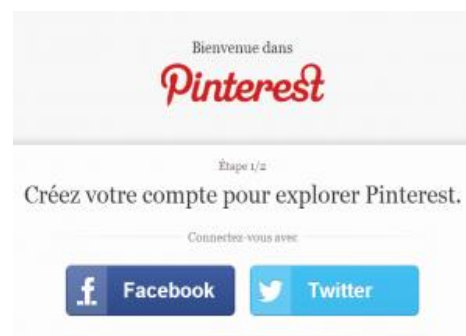 Bienvenue dans
Pinterest
Étape 1/2
Créez votre compte pour explorer Pinterest.
Connectez-vous avec
Facebook Twitter